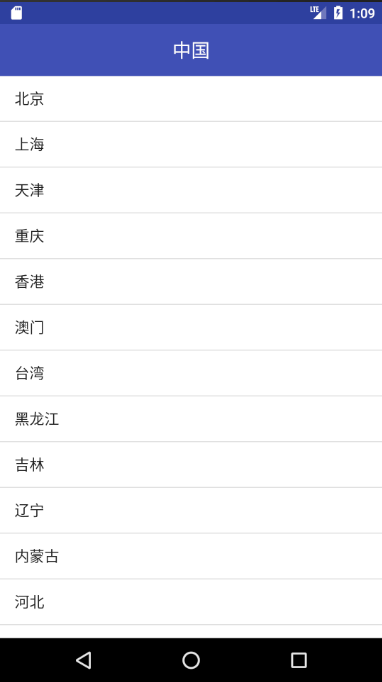 LTE 1:09
中国
北京
上海
天津
重庆
香港
澳门
台湾
黑龙江
吉林
辽宁
内蒙古
河北